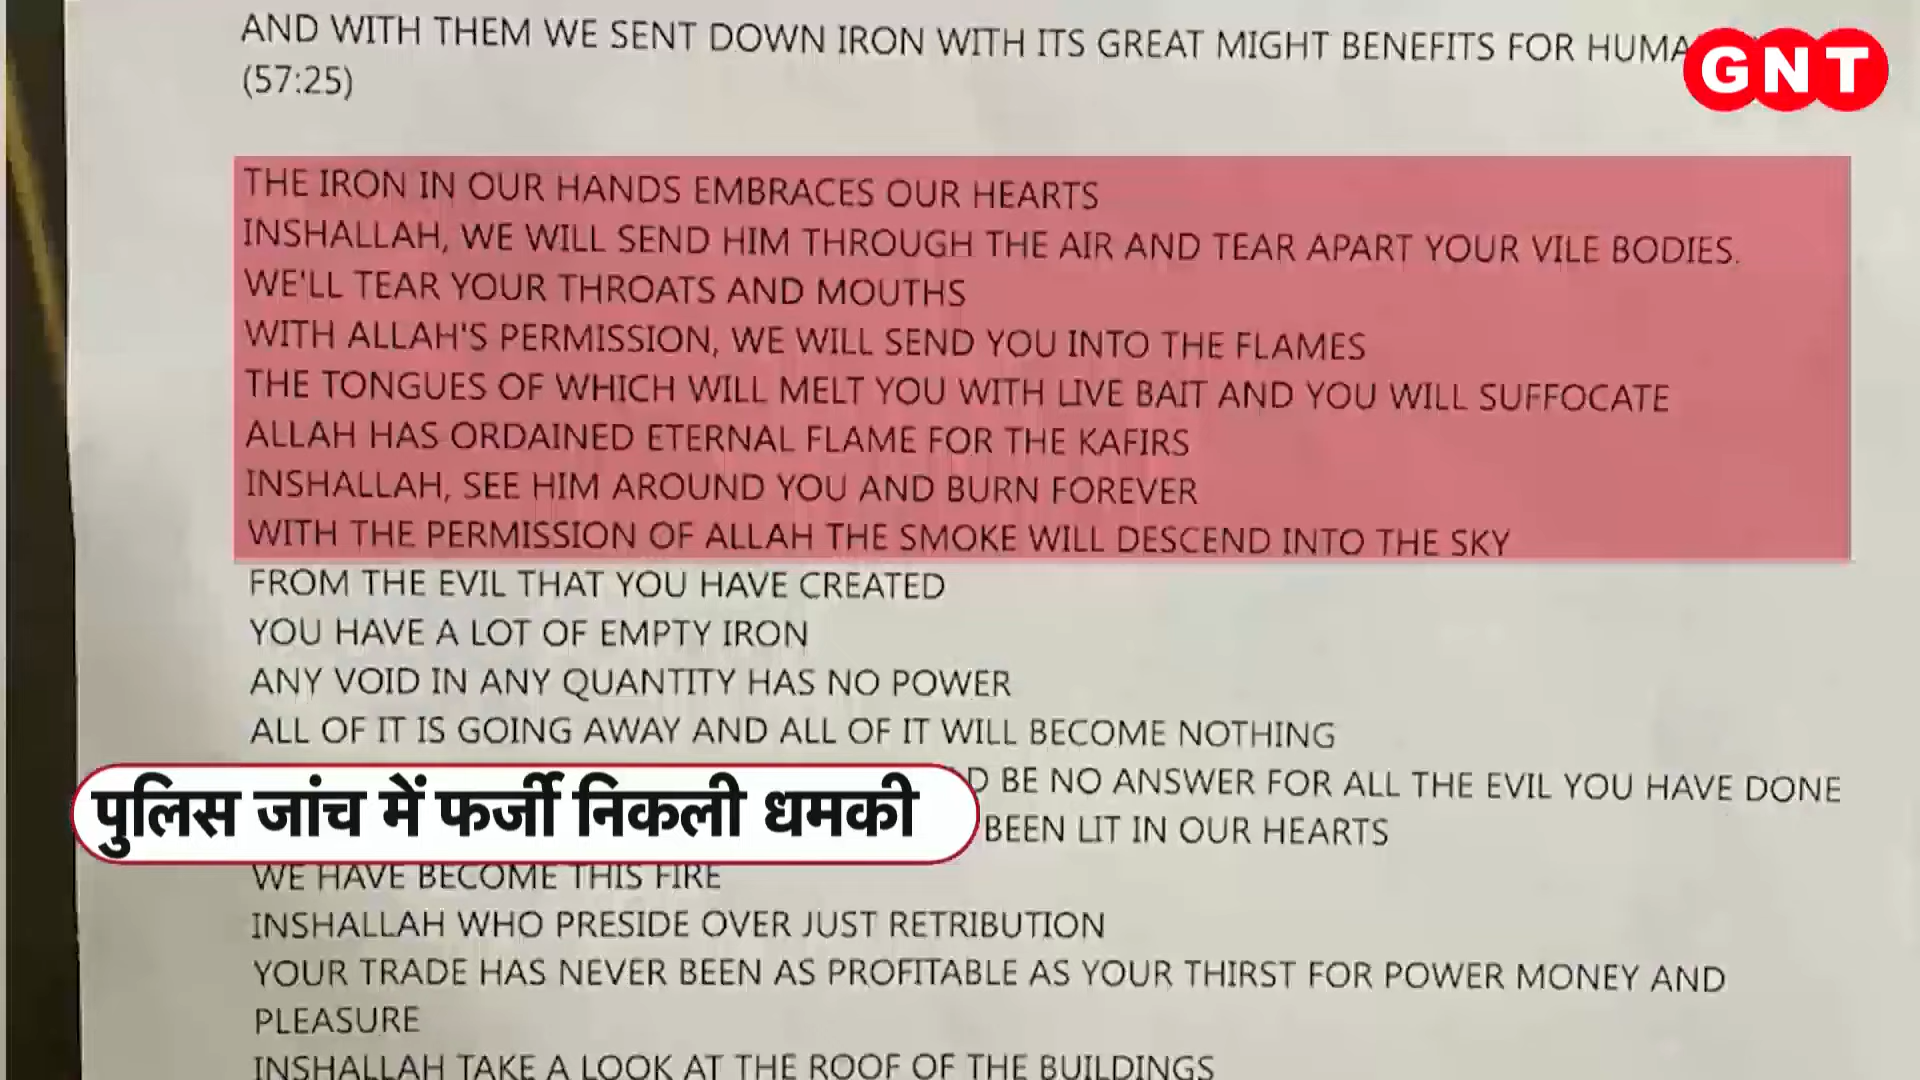 AND WITH THEM WE SENT DOWN IRON WITH ITS GREAT MIGHT BENEFITS FOR HUMA
(57:25)
GNT
THE IRON IN OUR HANDS EMBRACES OUR HEARTS
INSHALLAH, WE WILL SEND HIM THROUGH THE AIR AND TEAR APART YOUR VILE BODIES.
WE'LL TEAR YOUR THROATS AND MOUTHS
WITH ALLAH'S PERMISSION, WE WILL SEND YOU INTO THE FLAMES
THE TONGUES OF WHICH WILL MELT YOU WITH LIVE BAIT AND YOU WILL SUFFOCATE
ALLAH HAS ORDAINED ETERNAL FLAME FOR THE KAFIRS
INSHALLAH, SEE HIM AROUND YOU AND BURN FOREVER
WITH THE PERMISSION OF ALLAH THE SMOKE WILL DESCEND INTO THE SKY
FROM THE EVIL THAT YOU HAVE CREATED
YOU HAVE A LOT OF EMPTY IRON
ANY VOID IN ANY QUANTITY HAS NO POWER
ALL OF IT IS GOING AWAY AND ALL OF IT WILL BECOME NOTHING
BE NO ANSWER FOR ALL THE EVIL YOU HAVE DONE
पुलिस जांच में फर्जी निकली धमकी
BEEN LIT IN OUR HEARTS
WE HAVE BECOME THIS FIRE
INSHALLAH WHO PRESIDE OVER JUST RETRIBUTION
YOUR TRADE HAS NEVER BEEN AS PROFITABLE AS YOUR THIRST FOR POWER MONEY AND
PLEASURE
INSHALLAH TAKE A LOOK AT THE ROOF OF THE BUILDINGS